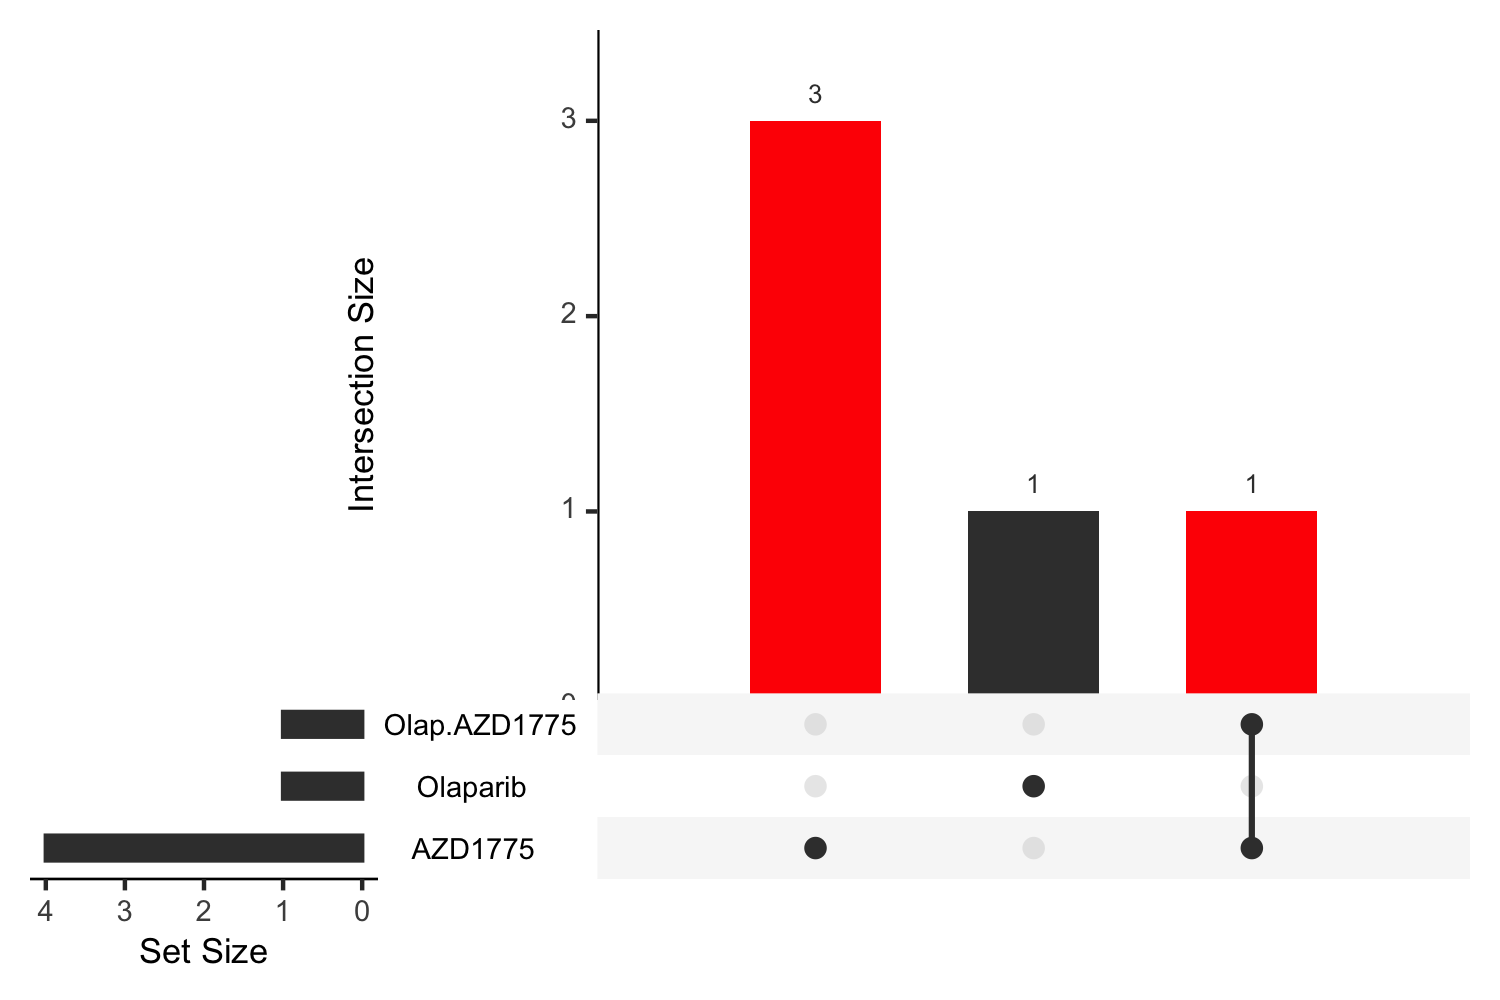 Intersection Size
3
2
1
3
1
1
Olap.AZD1775
Olaparib
AZD1775
4 3 2 1 0
Set Size